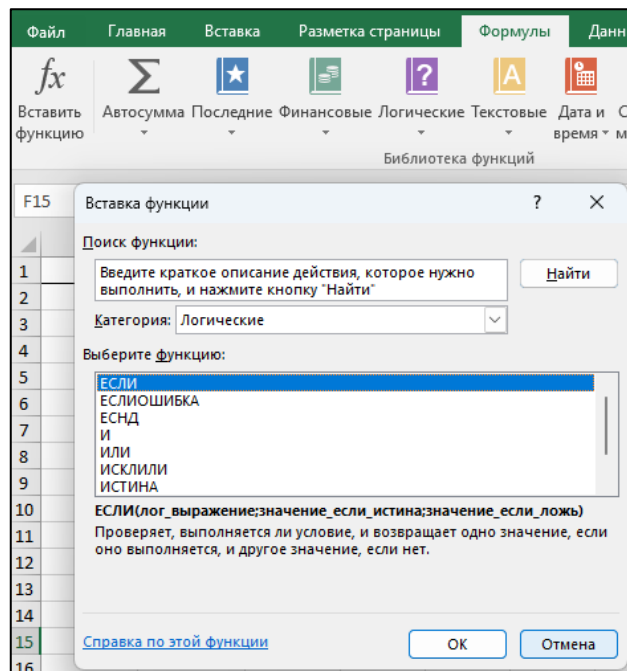 Файл Главная Вставка Разметка страницы Формулы Данн
fx
Вставить функцию
Автосумма Последние Финансовые Логические Текстовые Дата и время
Библиотека функций
F15
Вставка функции ? ×
Поиск функции:
Введите краткое описание действия, которое нужно
выполнить, и нажмите кнопку "Найти"
Найти
Категория: Логические
Выберите функцию:
ЕСЛИ
ЕСЛИОШИБКА
ЕСНД
И
ИЛИ
ИСКЛИЛИ
ИСТИНА
ЕСЛИ(лог_выражение;значение_если_истина;значение_если_ложь)
Проверяет, выполняется ли условие, и возвращает одно значение, если
оно выполняется, и другое значение, если нет.
Справка по этой функции
ОК
Отмена
1
2
3
4
5
6
7
8
9
10
11
12
13
14
15
16